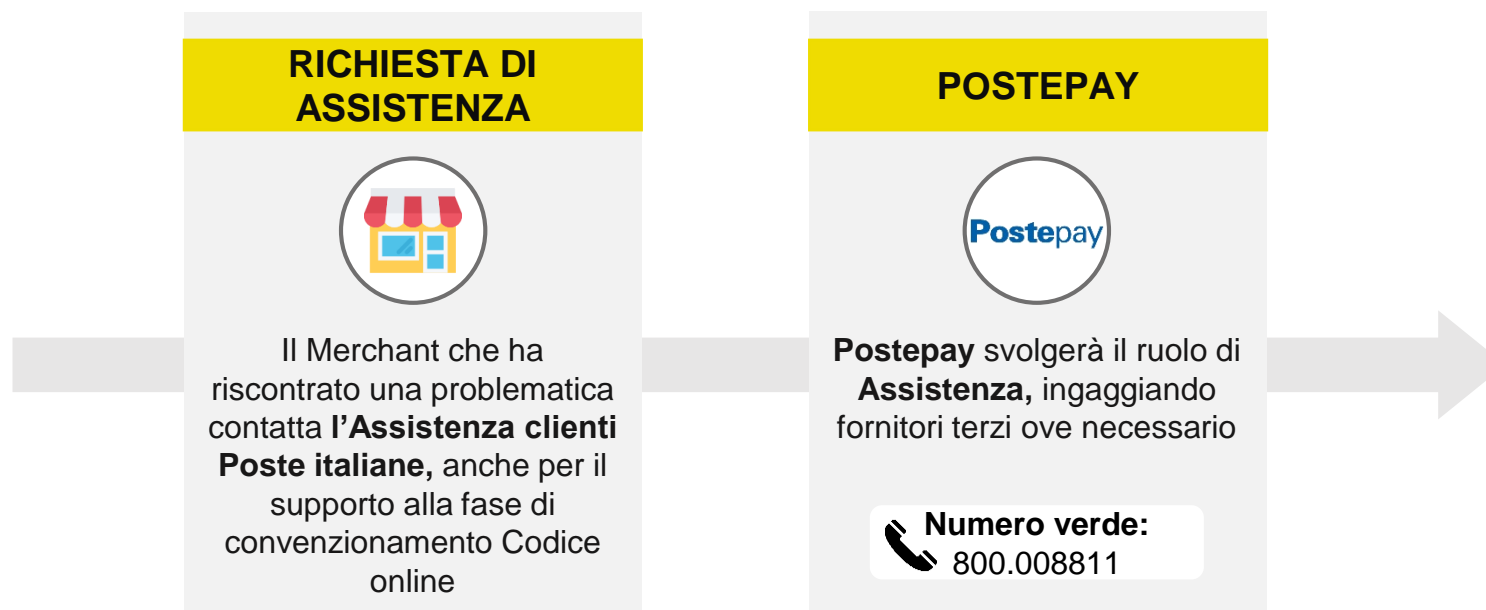 RICHIESTA DI
ASSISTENZA
Il Merchant che ha
riscontrato una problematica
contatta l’Assistenza clienti
Poste italiane, anche per il
supporto alla fase di
convenzionamento Codice
online
POSTEPAY
Postepay
Postepay svolgerà il ruolo di
Assistenza, ingaggiando
fornitori terzi ove necessario
Numero verde:
800.008811